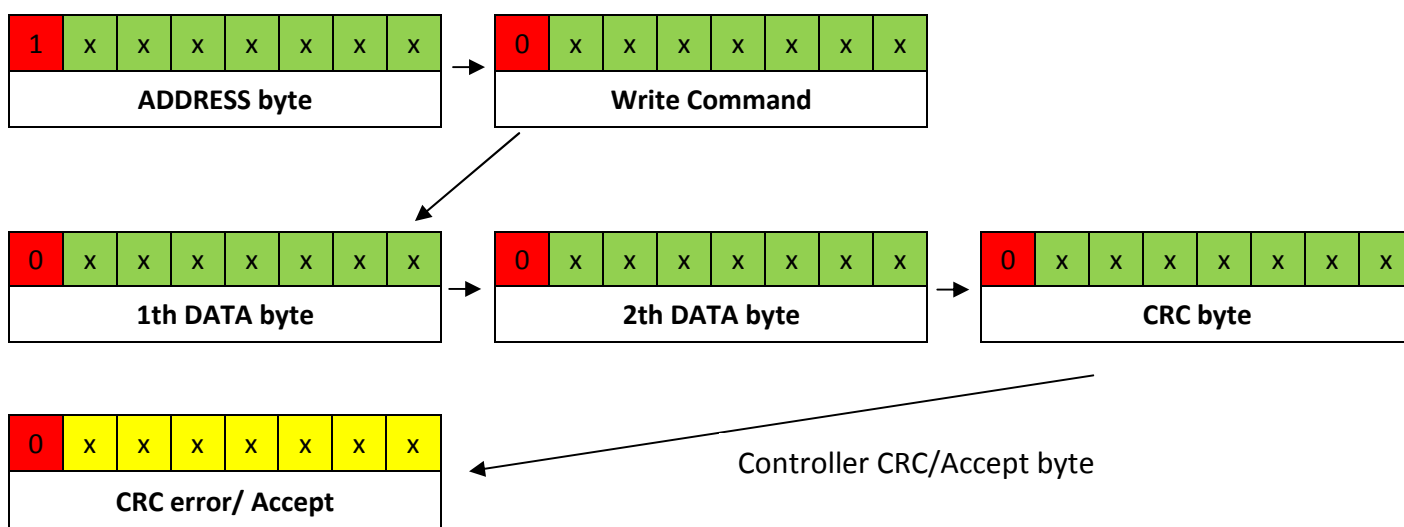 1 x x x x x x x 0 x x x x x x x
ADDRESS byte Write Command
0 x x x x x x x 0 x x x x x x x 0 x x x x x x x
1th DATA byte 2th DATA byte CRC byte
0 x x x x x x x
Controller CRC/Accept byte
CRC error/ Accept